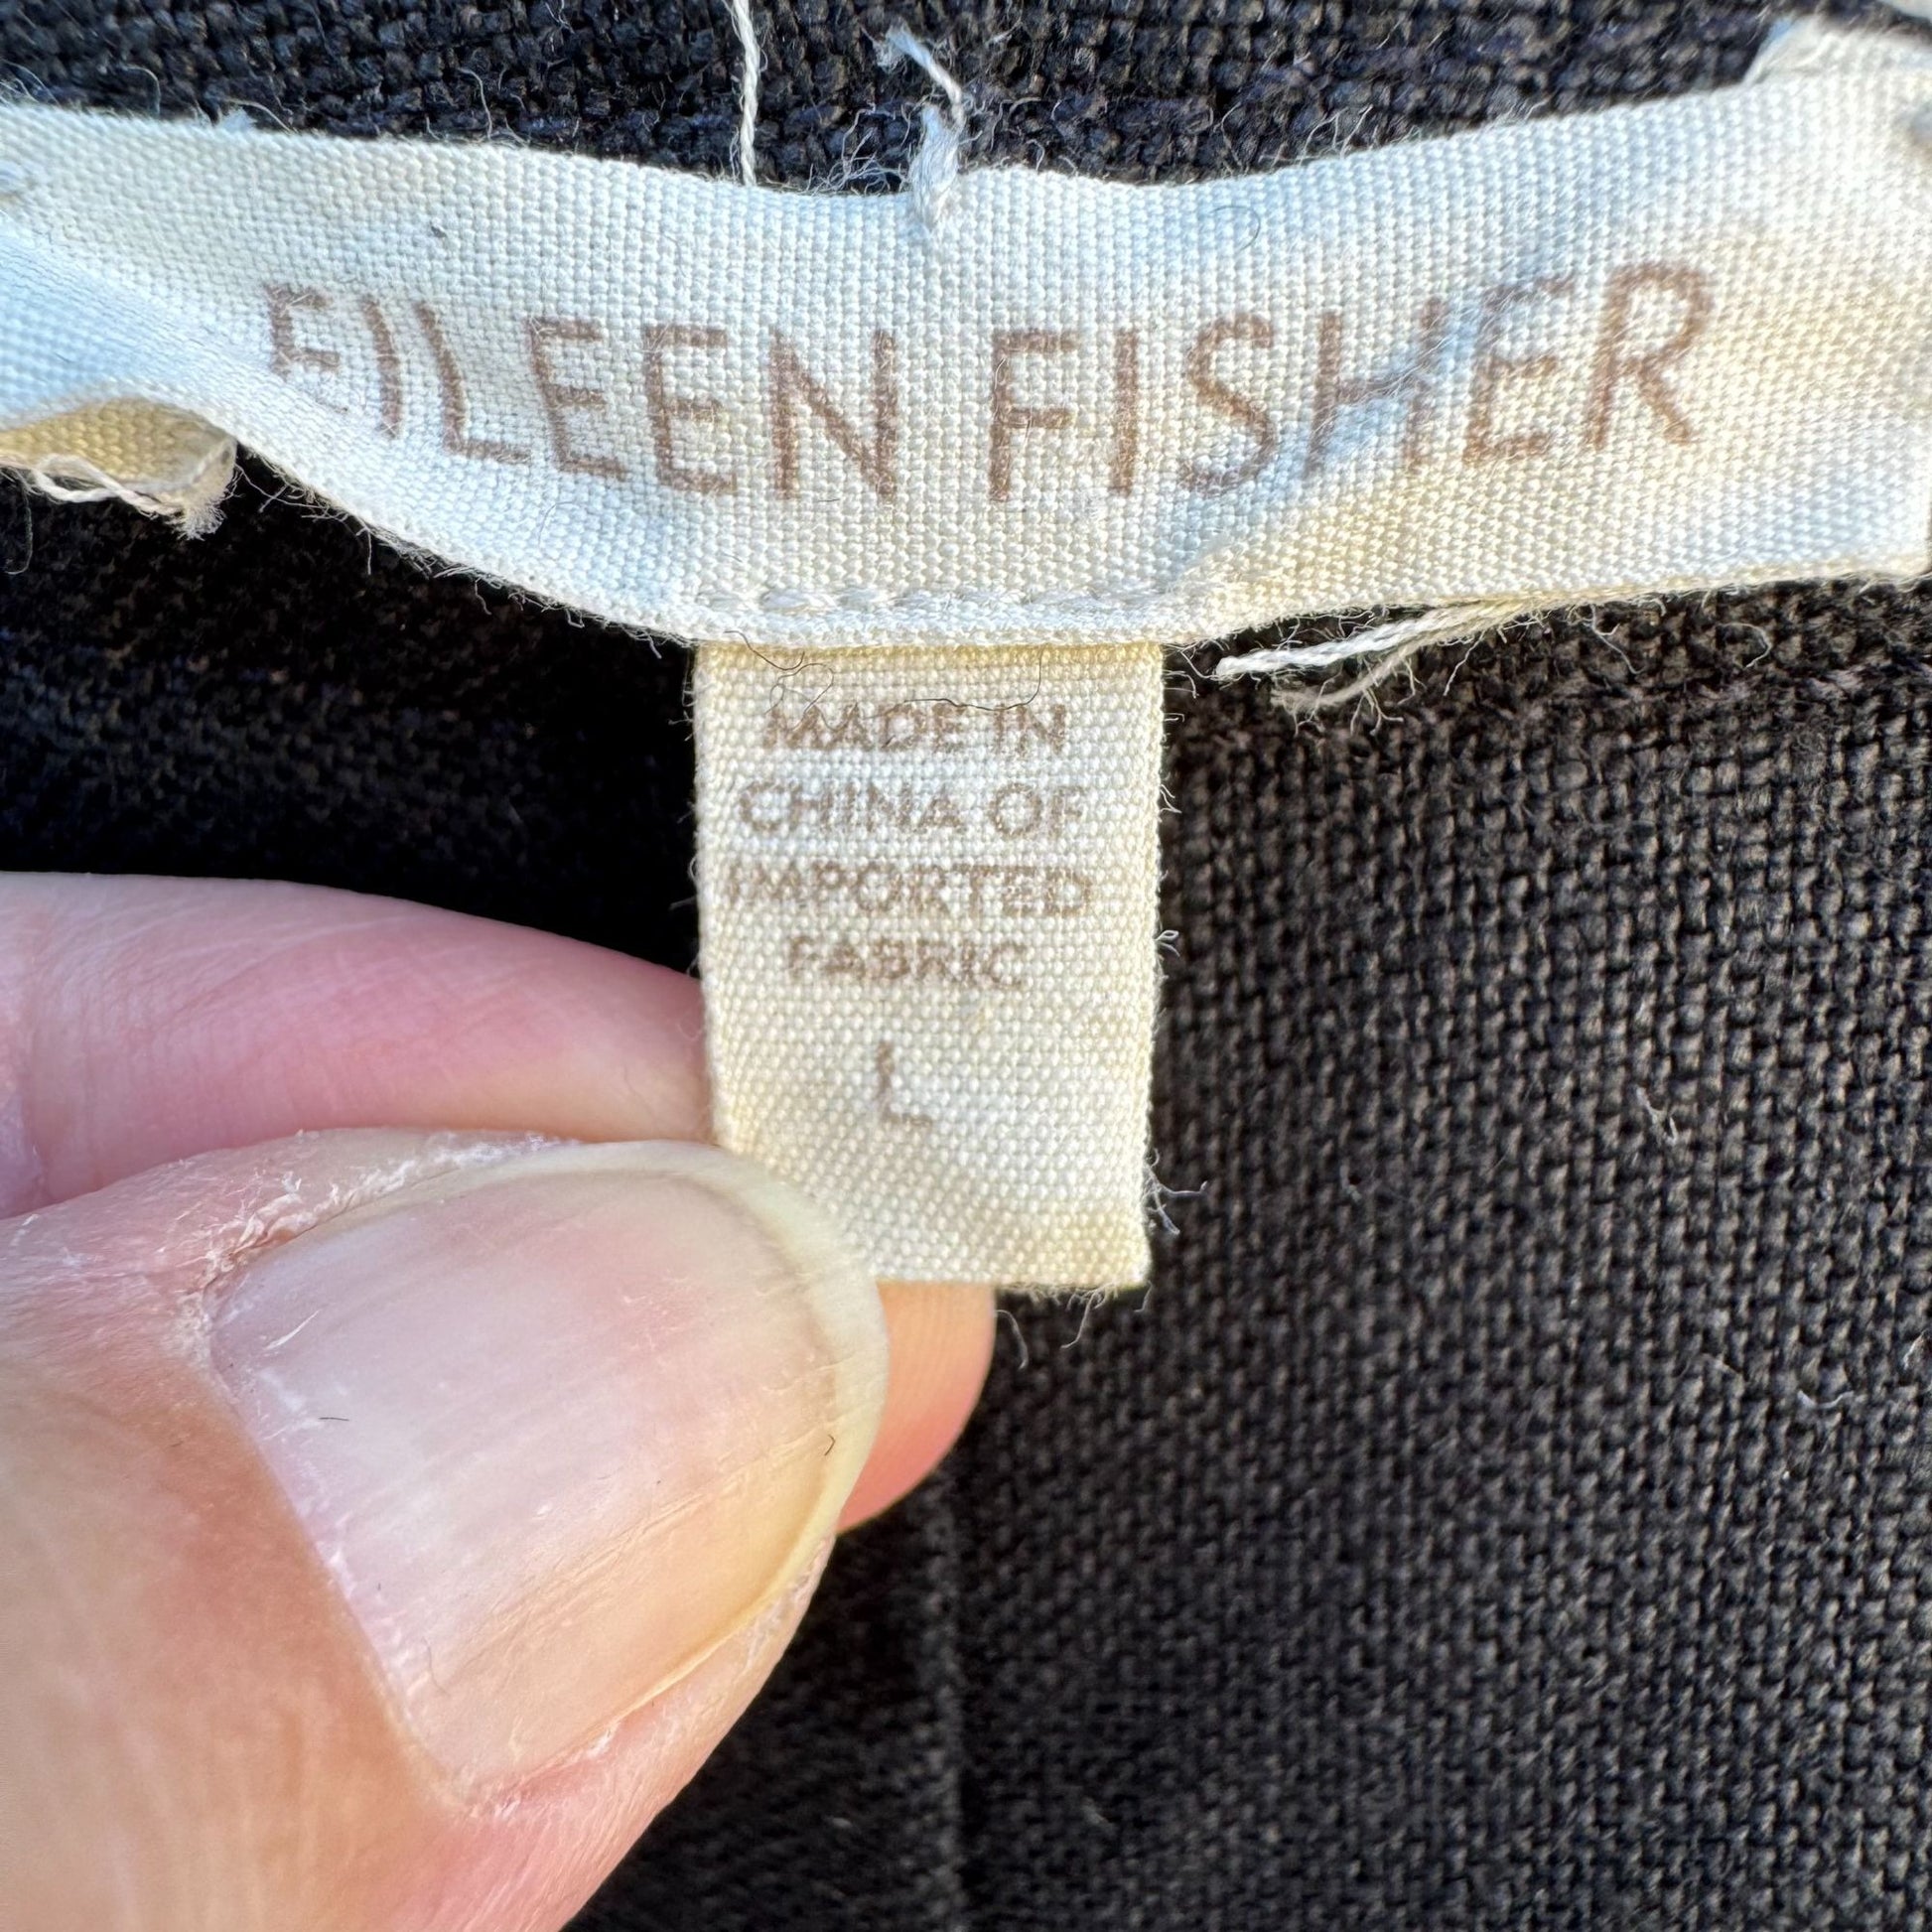 EILEEN FISHER
MADE IN
CHINA OF
IMPORTED
FABRIC
L